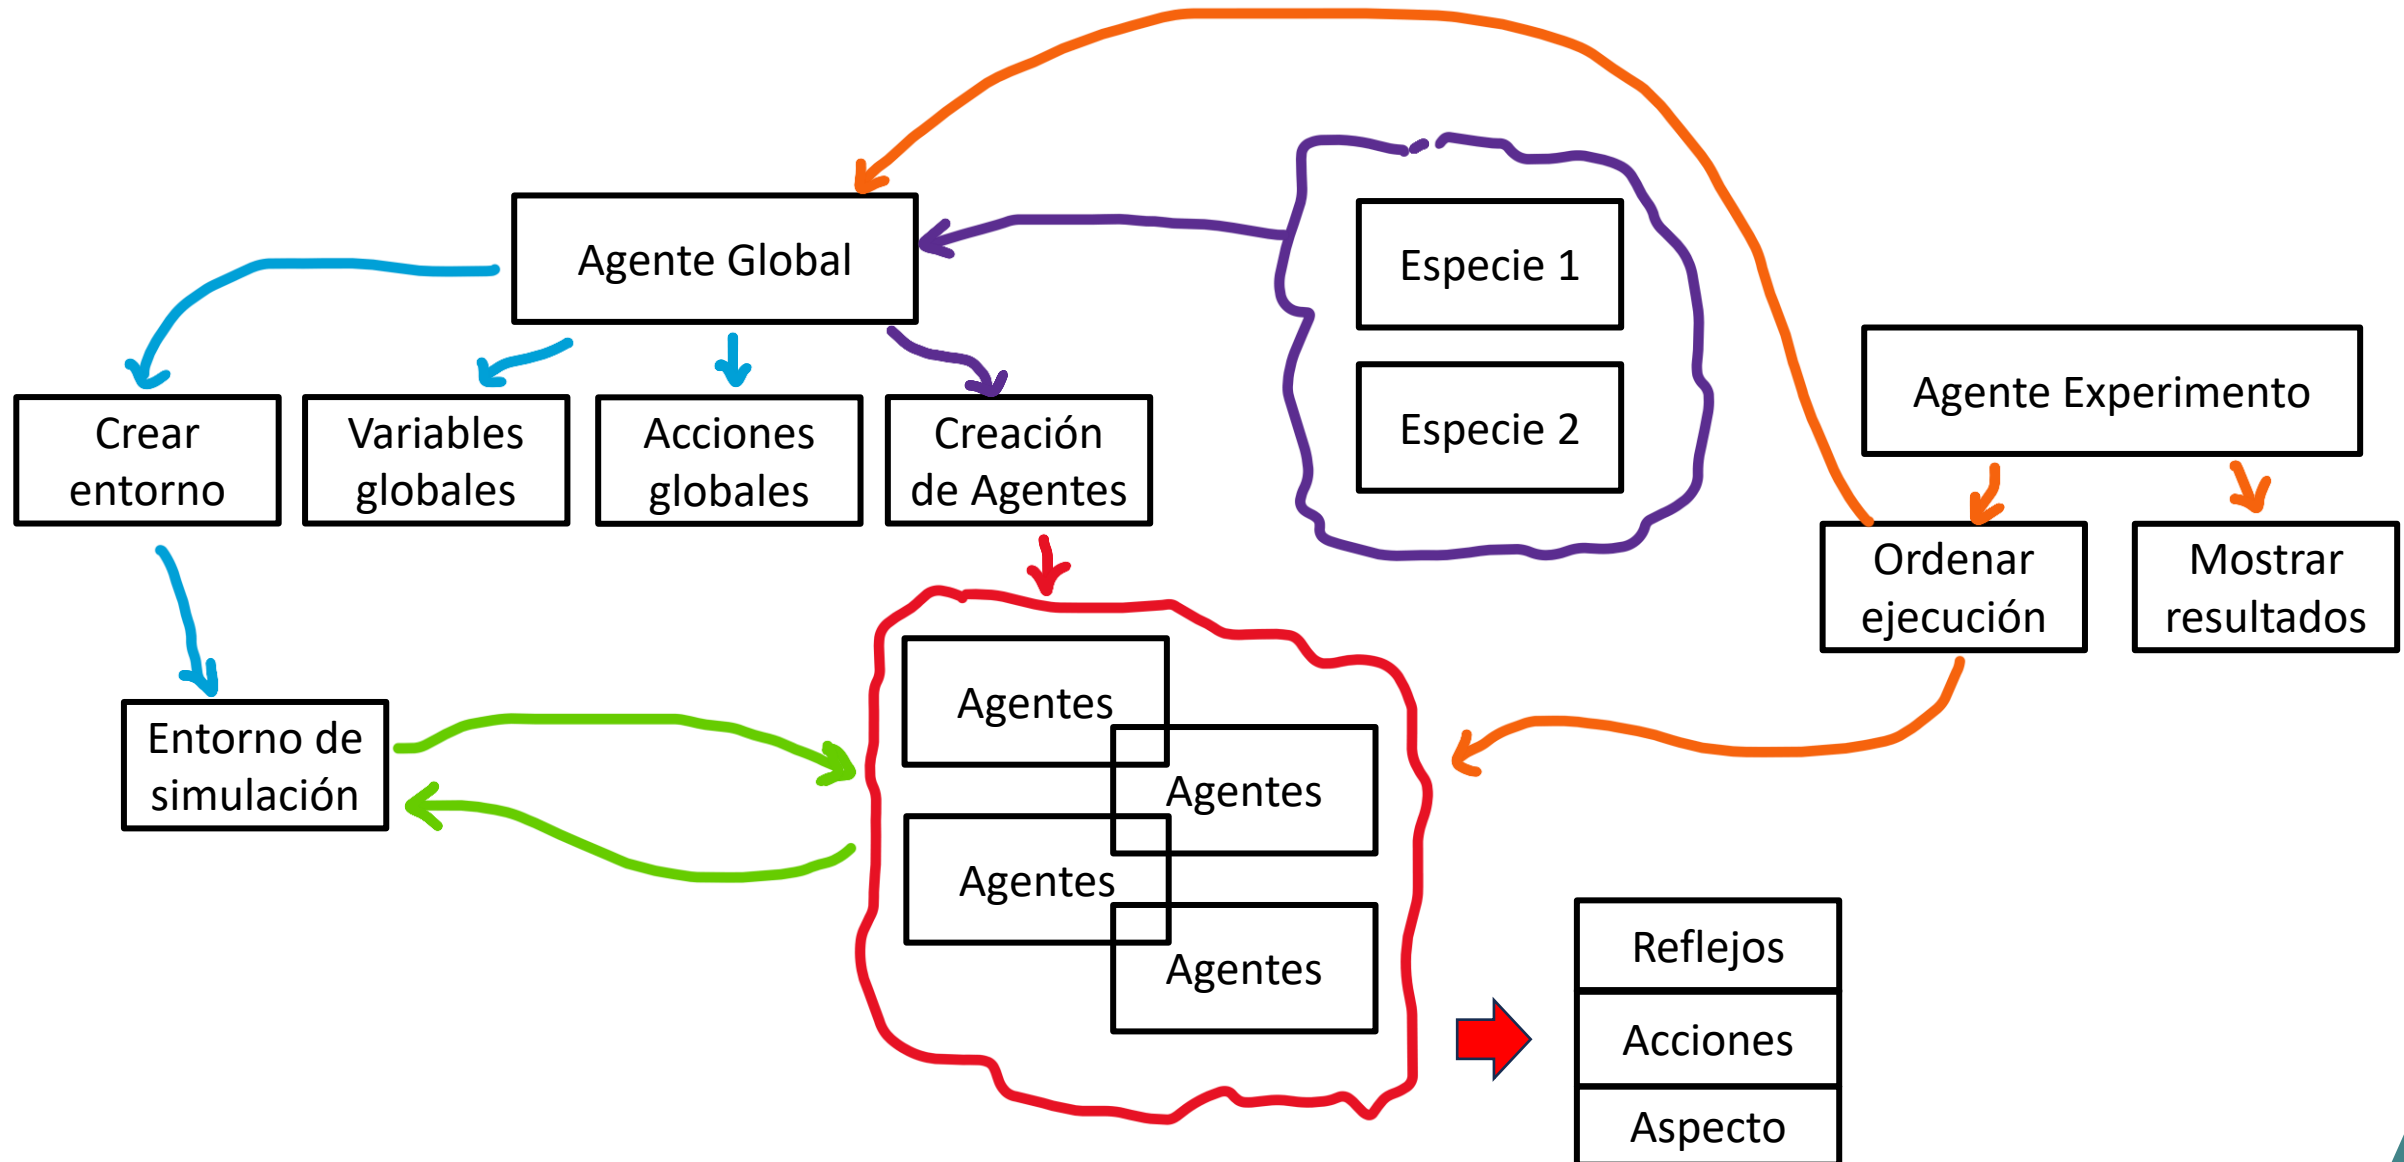 Agente Global
Especie 1
Especie 2
Agente Experimento
Crear
entorno
Variables
globales
Acciones
globales
Creación
de Agentes
Ordenar
ejecución
Mostrar
resultados
Entorno de
simulación
Agentes
Agentes
Agentes
Agentes
Reflejos
Acciones
Aspecto